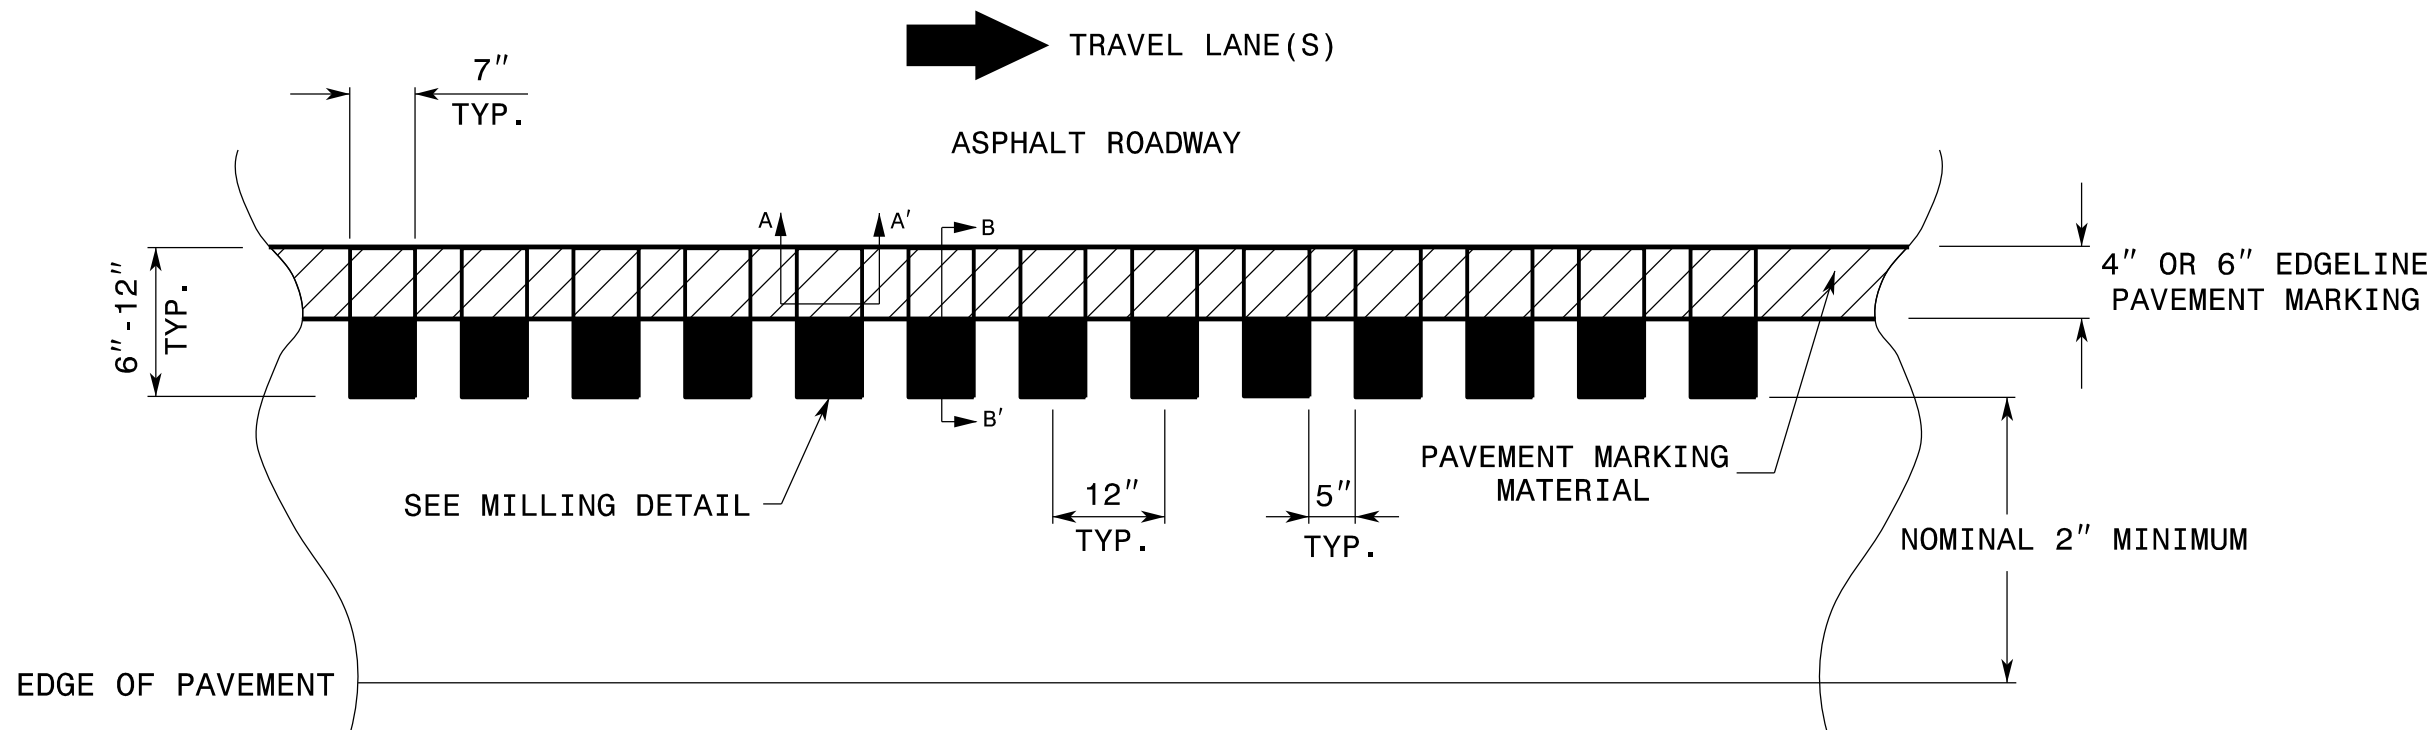 TRAVEL LANE(S)
7"
TYP.
ASPHALT ROADWAY
A
A'
B
6"-12"
TYP.
4" OR 6" EDGELINE
PAVEMENT MARKING
B'
SEE MILLING DETAIL
12"
TYP.
5"
TYP.
PAVEMENT MARKING
MATERIAL
NOMINAL 2" MINIMUM
EDGE OF PAVEMENT